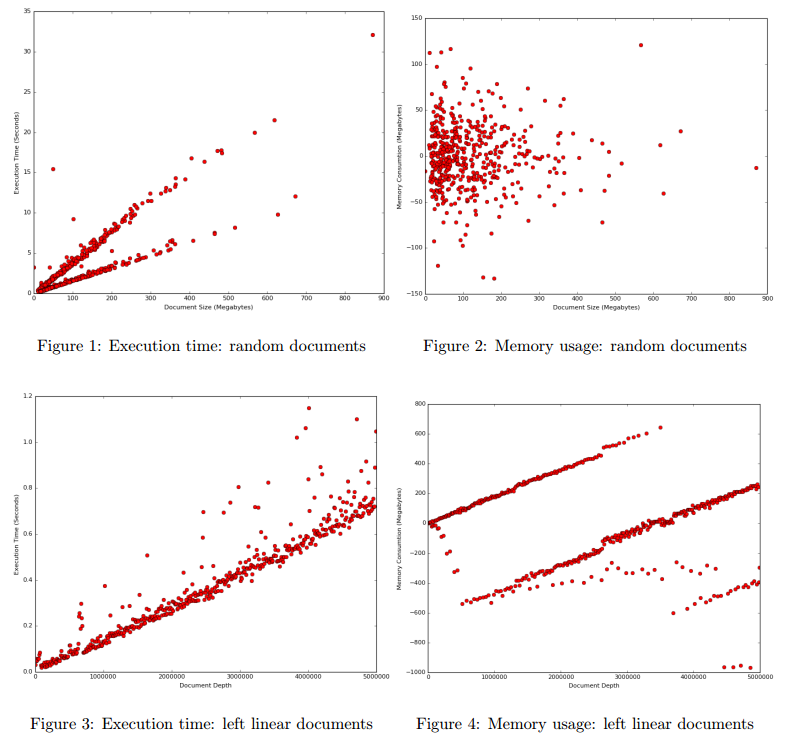 35
30
25
20
15
10
5
0
Execution Time (Seconds)
0 100 200 300 400 500 600 700 800 900
Document Size (Megabytes)
Figure 1: Execution time: random documents
150
100
50
0
−50
−100
−150
Memory Consumtion (Megabytes)
0 100 200 300 400 500 600 700 800 900
Document Size (Megabytes)
Figure 2: Memory usage: random documents
1.2
1.0
0.8
0.6
0.4
0.2
0.0
Execution Time (Seconds)
0 1000000 2000000 3000000 4000000 5000000
Document Depth
Figure 3: Execution time: left linear documents
800
600
400
200
0
−200
−400
−600
−800
−1000
Memory Consumtion (Megabytes)
0 1000000 2000000 3000000 4000000 5000000
Document Depth
Figure 4: Memory usage: left linear documents